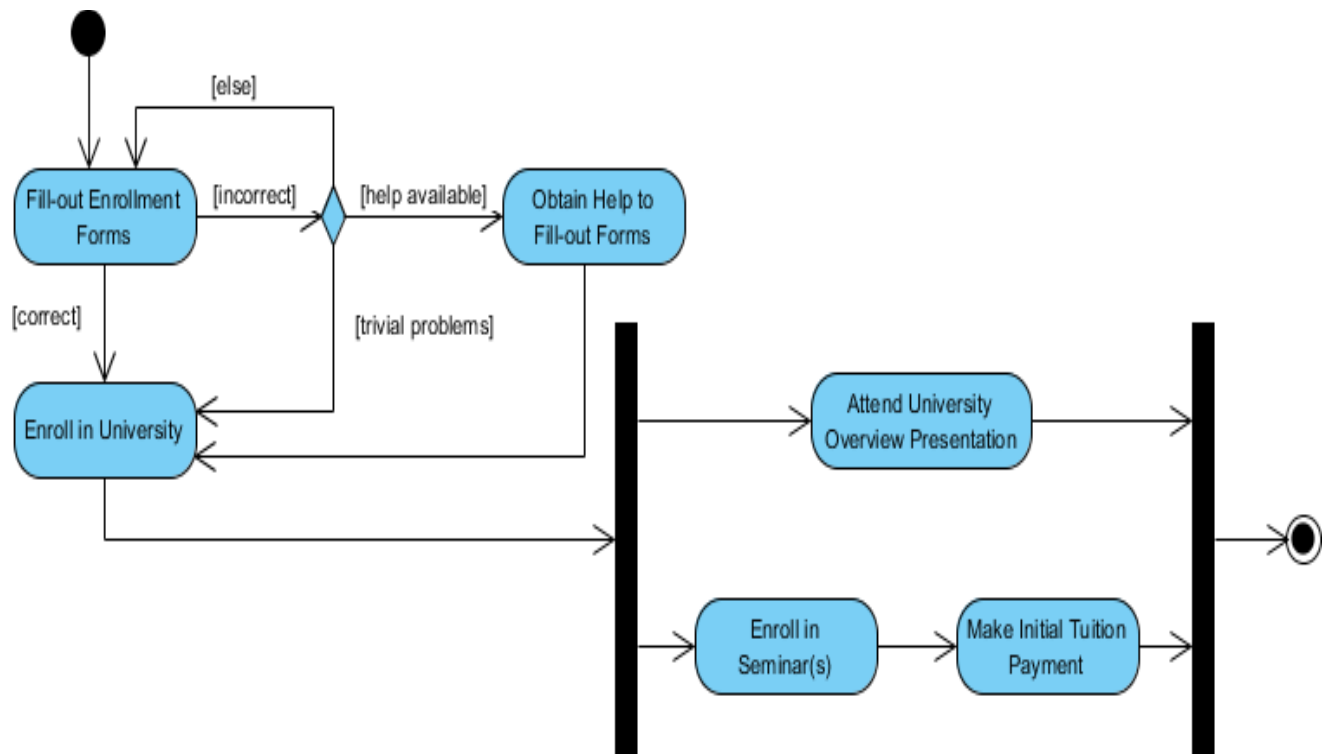 [else]
Fill-out Enrollment
Forms
[incorrect]
[help available]
Obtain Help to
Fill-out Forms
[correct]
[trivial problems]
Enroll in University
Attend University
Overview Presentation
Enroll in
Seminar(s)
Make Initial Tuition
Payment